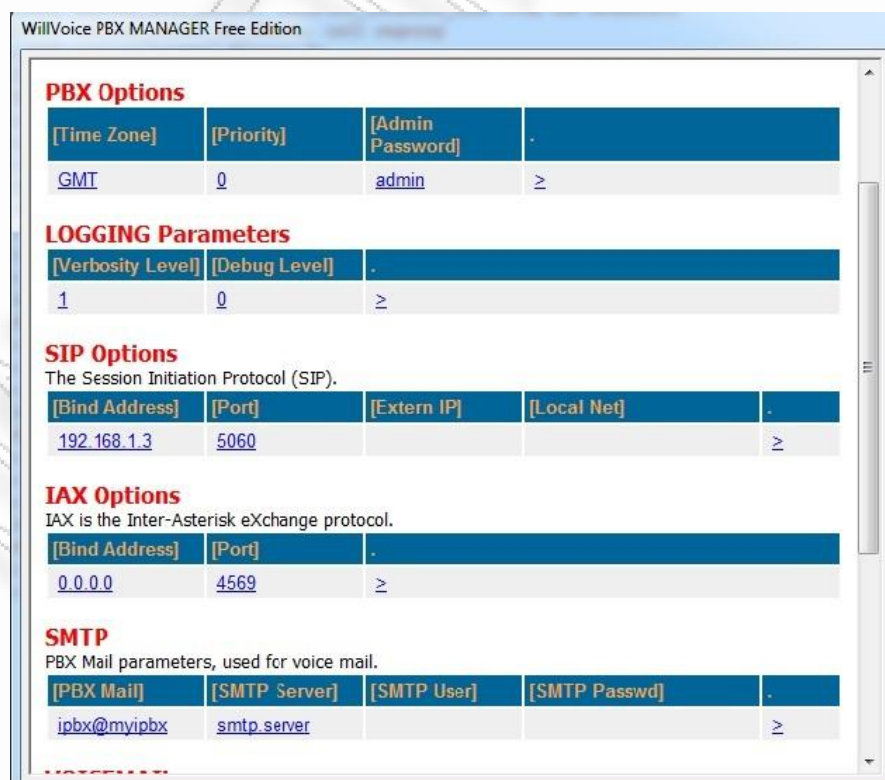 WillVoice PBX MANAGER Free Edition
PBX Options
[Time Zone] [Priority] [Admin Password] .
GMT 0 admin >
LOGGING Parameters
[Verbosity Level] [Debug Level] .
1 0 >
SIP Options
The Session Initiation Protocol (SIP).
[Bind Address] [Port] [Extern IP] [Local Net] .
192.168.1.3 5060 >
IAX Options
IAX is the Inter-Asterisk eXchange protocol.
[Bind Address] [Port] .
0.0.0.0 4569 >
SMTP
PBX Mail parameters, used for voice mail.
[PBX Mail] [SMTP Server] [SMTP User] [SMTP Passwd] .
ipbx@myipbx smtp.server >
VOICEMAIL